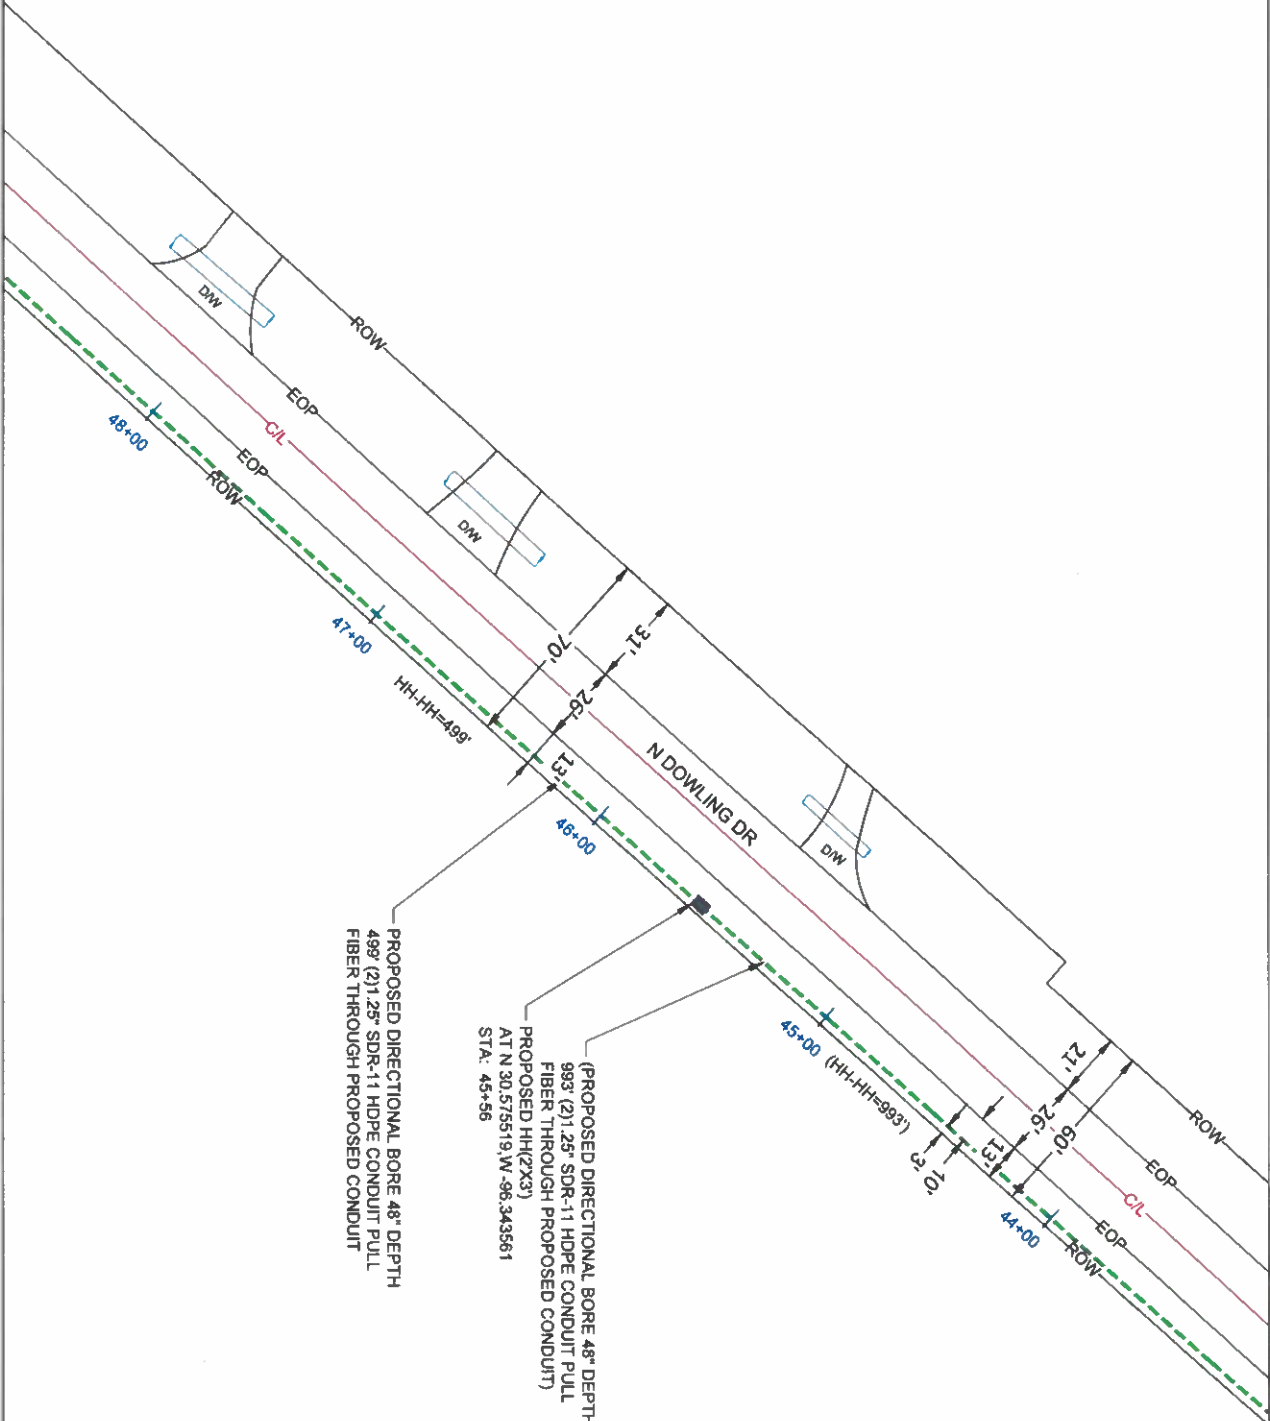 ROW
D/W
EOP
C/L
EOP
ROW
48+00
D/W
47+00
HH-HH=499'
70'
31'
26'
13'
N DOWLING DR
46+00
D/W
PROPOSED DIRECTIONAL BORE 48" DEPTH
499' (2)1.25" SDR-11 HDPE CONDUIT PULL
FIBER THROUGH PROPOSED CONDUIT
PROPOSED HH(2'X3')
AT N 30.575519,W -96.343561
STA: 45+56
(PROPOSED DIRECTIONAL BORE 48" DEPTH
993' (2)1.25" SDR-11 HDPE CONDUIT PULL
FIBER THROUGH PROPOSED CONDUIT)
45+00
(HH-HH=993')
21'
26'
60'
13'
10'
3'
44+00
ROW
EOP
C/L
EOP
ROW